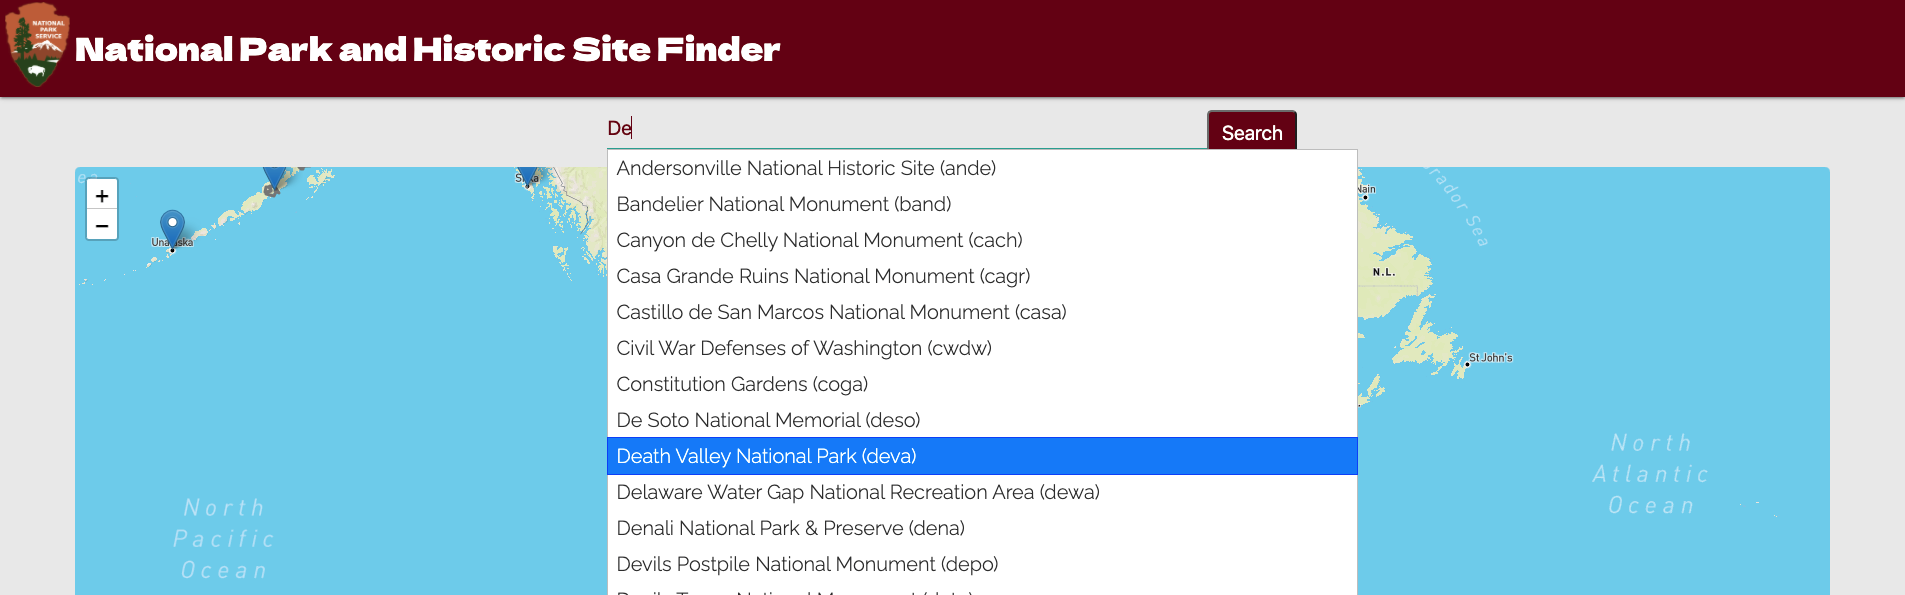 NATIONAL
PARK
SERVICE
National Park and Historic Site Finder
De
Search
Andersonville National Historic Site (ande)
Bandelier National Monument (band)
Canyon de Chelly National Monument (cach)
Casa Grande Ruins National Monument (cagr)
Castillo de San Marcos National Monument (casa)
Civil War Defenses of Washington (cwdw)
Constitution Gardens (coga)
De Soto National Memorial (deso)
Death Valley National Park (deva)
Delaware Water Gap National Recreation Area (dewa)
Denali National Park & Preserve (dena)
Devils Postpile National Monument (depo)
+
−
Nain
Sea
N.L.
St John's
North
Pacific
Ocean
North
Atlantic
Ocean